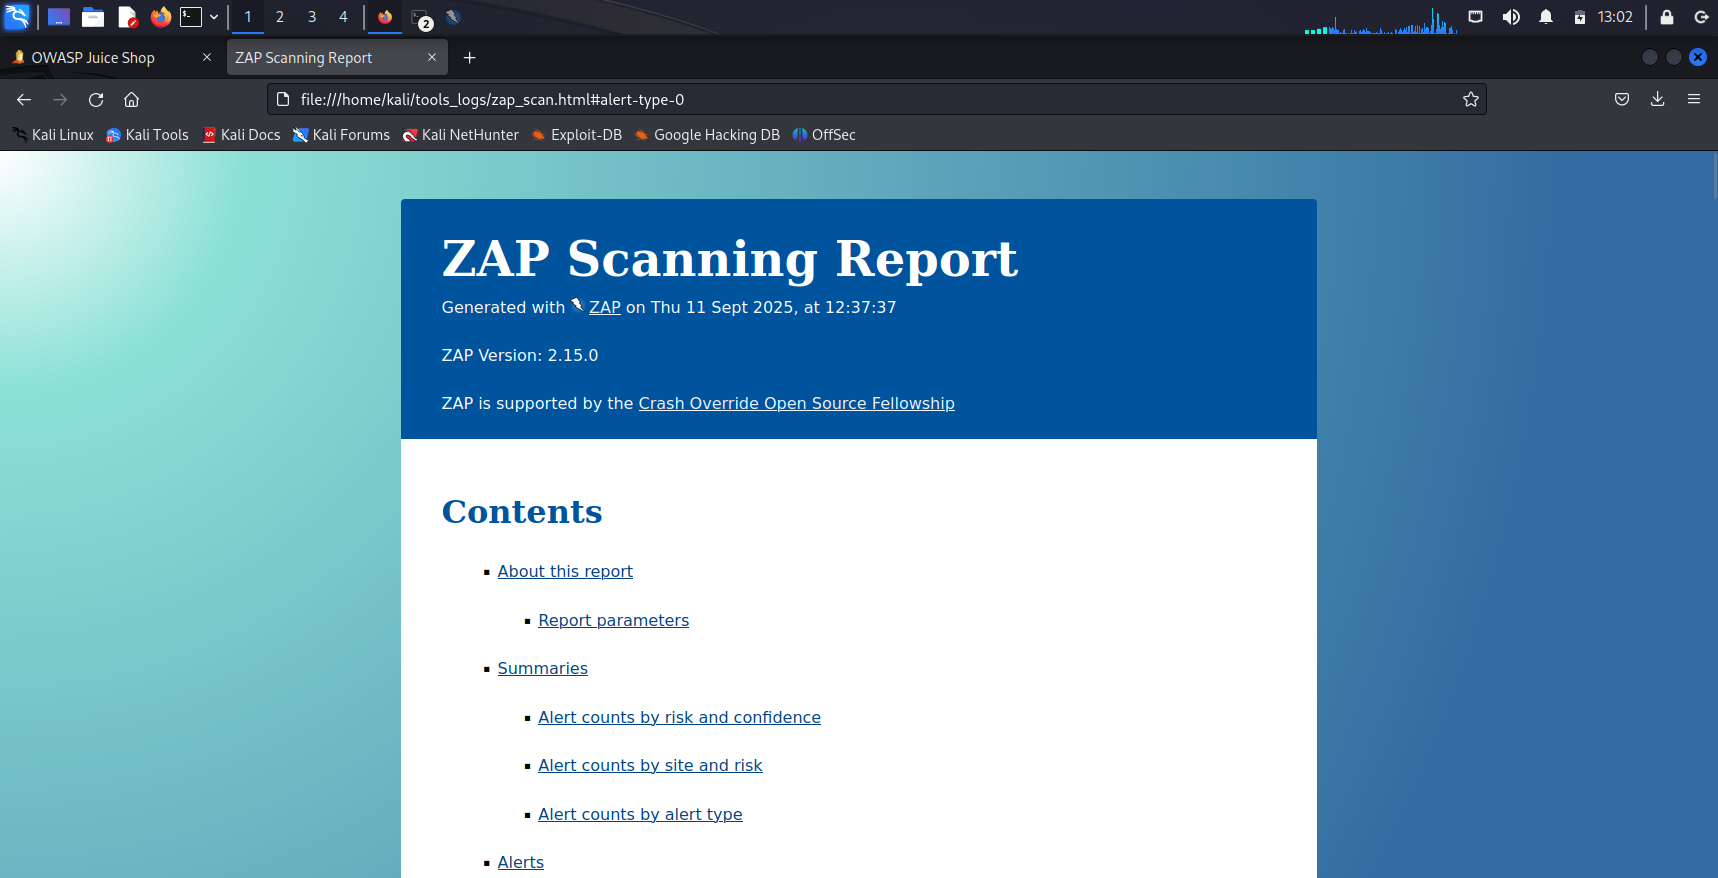 1 2 3 4 2 13:02
OWASP Juice Shop ZAP Scanning Report
file:///home/kali/tools_logs/zap_scan.html#alert-type-0
Kali Linux Kali Tools Kali Docs Kali Forums Kali NetHunter Exploit-DB Google Hacking DB OffSec
ZAP Scanning Report
Generated with ZAP on Thu 11 Sept 2025, at 12:37:37
ZAP Version: 2.15.0
ZAP is supported by the Crash Override Open Source Fellowship
Contents
About this report
Report parameters
Summaries
Alert counts by risk and confidence
Alert counts by site and risk
Alert counts by alert type
Alerts